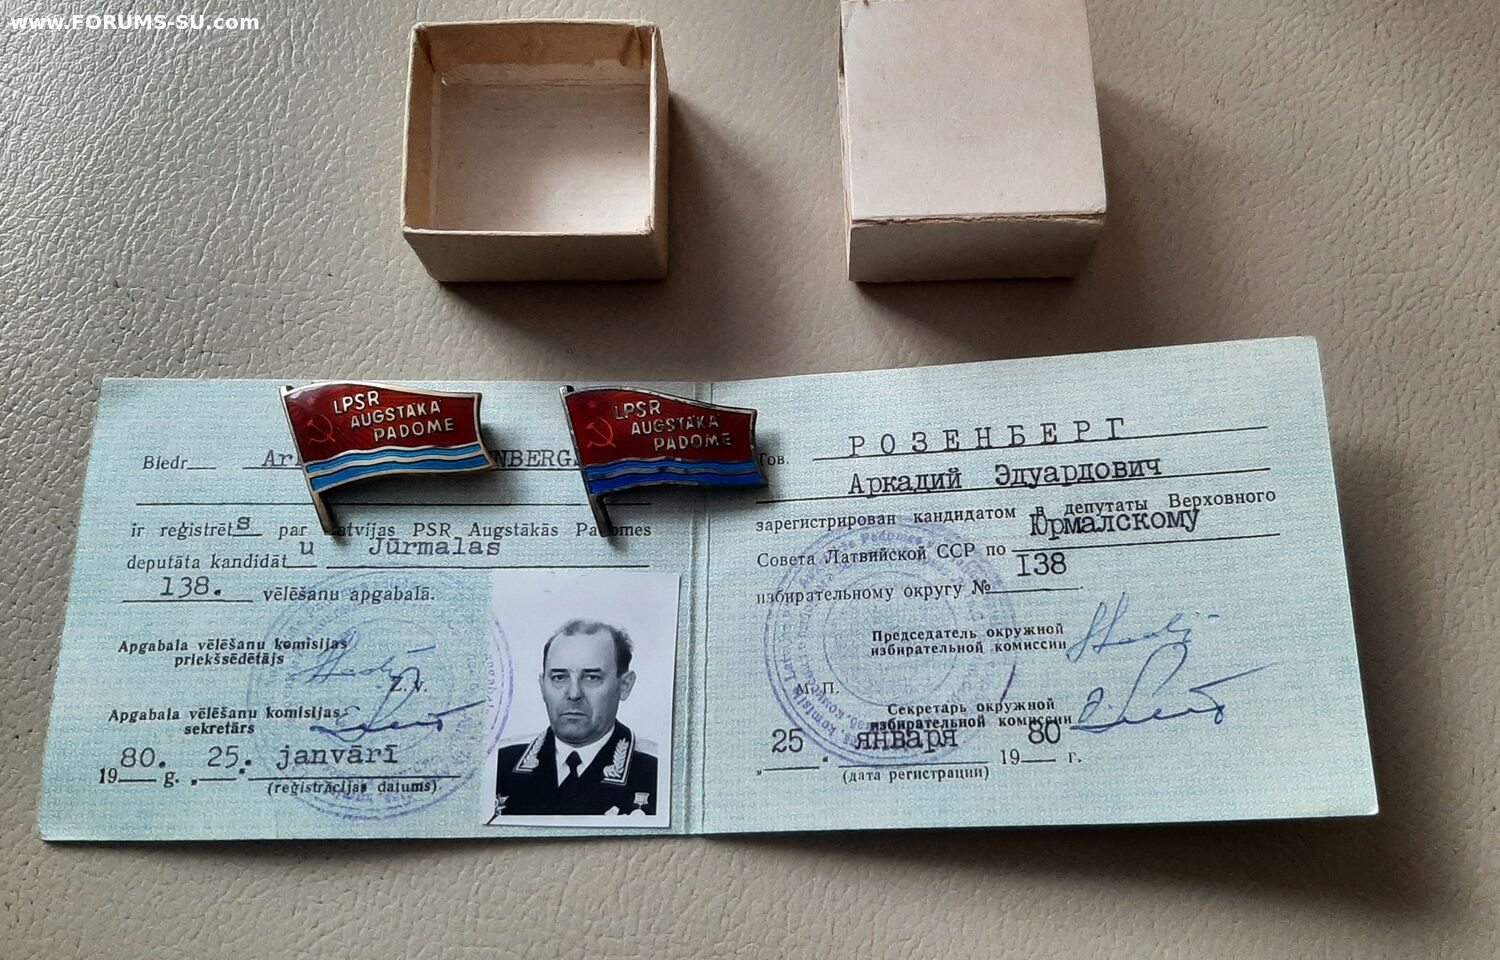 www.FORUMS-SU.com
LPSR
AUGSTĀKĀ
PADOME
LPSR
AUGSTĀKĀ
PADOME
Biedr
ir reģistrēts par Latvijas PSR Augstākās Padomes
deputāta kandidātu Jūrmalas
138. vēlēšanu apgabalā.
Apgabala vēlēšanu komisijas
priekšsēdētājs
Z. v.
Apgabala vēlēšanu komisijas
sekretārs
1980. g. „25.“ janvārī
(reģistrācijas datums)
Тов. РОЗЕНБЕРГ
Аркадий Эдуардович
зарегистрирован кандидатом в депутаты Верховного
Совета Латвийской ССР по Юрмалскому
избирательному округу № 138
Председатель окружной
избирательной комиссии
М. П.
Секретарь окружной
избирательной комиссии
„25“ января 1980 г.
(дата регистрации)